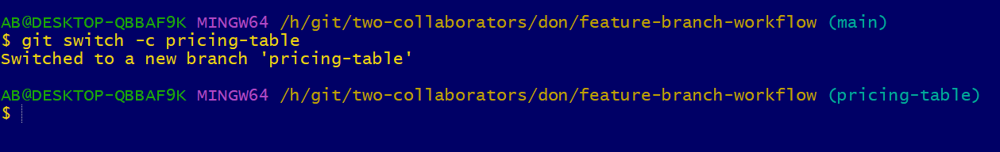 AB@DESKTOP-QBBAF9K MINGW64 /h/git/two-collaborators/don/feature-branch-workflow (main)
$ git switch -c pricing-table
Switched to a new branch 'pricing-table'
AB@DESKTOP-QBBAF9K MINGW64 /h/git/two-collaborators/don/feature-branch-workflow (pricing-table)
$